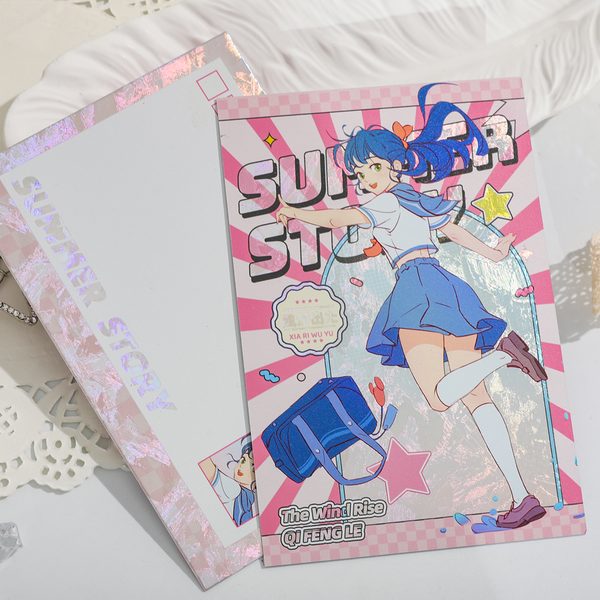 SUMMER STORY
SUMMER
STORY
XIA RI WU YU
The Wind Rise
QI FENG LE